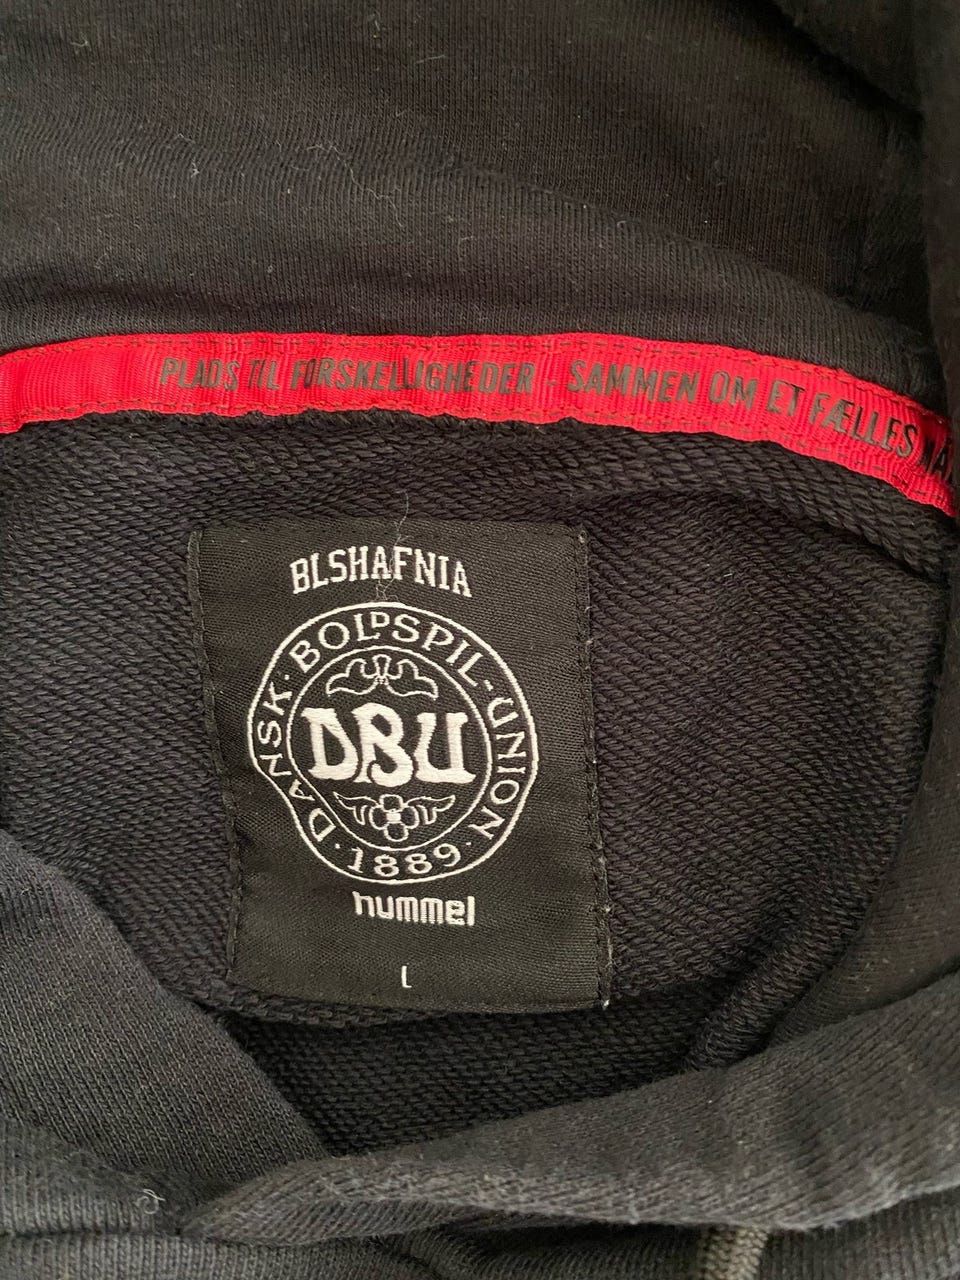 PLADS TIL FORSKELLIGHEDER - SAMMEN OM ET FÆLLES
BLSHAFNIA
DANSK · BOLDSPIL-UNION
DBU
· 1889 ·
hummel
L